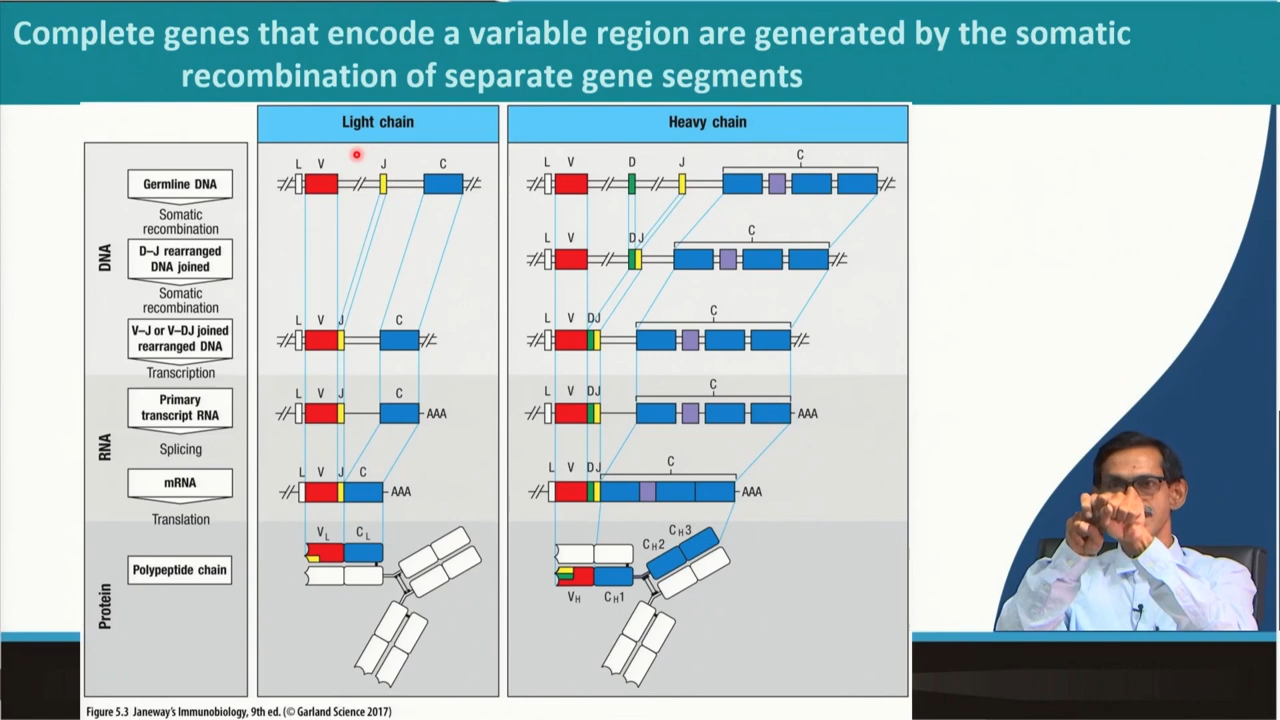 Complete genes that encode a variable region are generated by the somatic
recombination of separate gene segments
Light chain
Heavy chain
DNA
Germline DNA
Somatic
recombination
D–J rearranged
DNA joined
Somatic
recombination
V–J or V–DJ joined
rearranged DNA
Transcription
RNA
Primary
transcript RNA
Splicing
mRNA
Translation
Protein
Polypeptide chain
L V J C
L V J C
L V J C
AAA
L V J C
AAA
VL CL
L V D J C
L V D J C
L V D J C
L V D J C
AAA
L V D J C
AAA
CH3
CH2
VH CH1
Figure 5.3 Janeway's Immunobiology, 9th ed. (© Garland Science 2017)